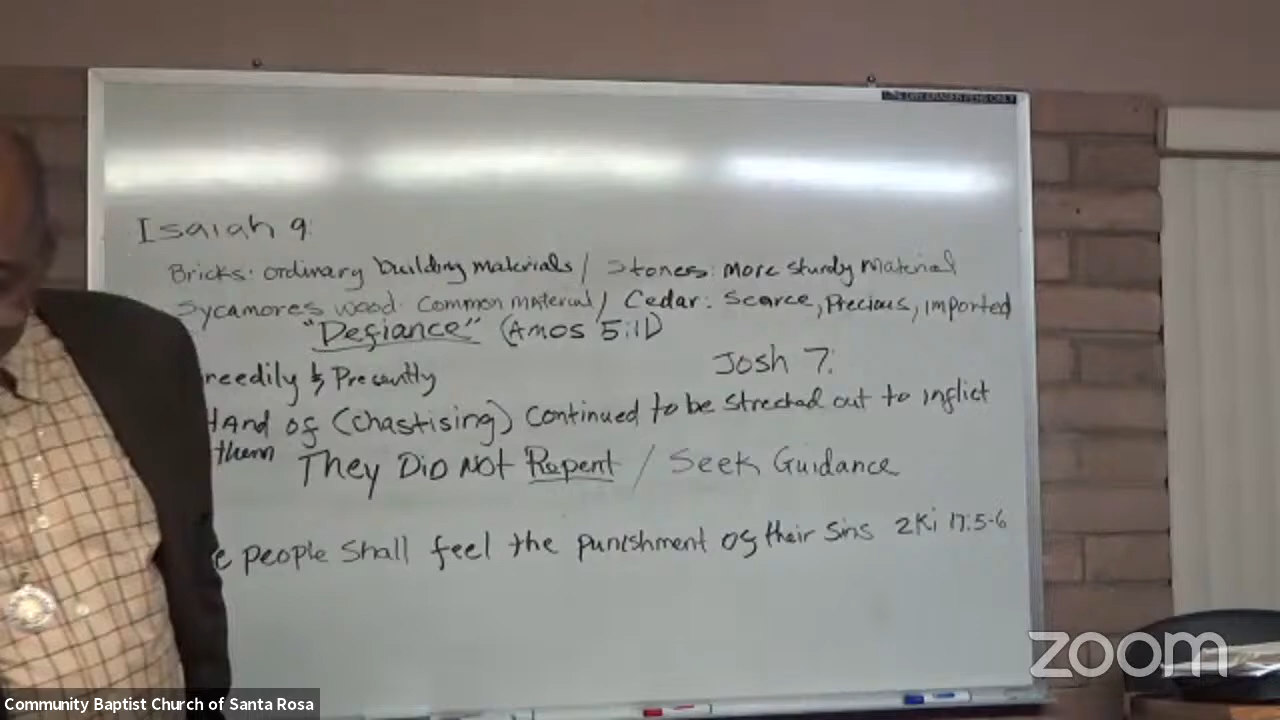 Isaiah 9:
Bricks: ordinary building materials / Stones: more sturdy material
Sycamores wood: Common material / Cedar: Scarce, Precious, imported
"Defiance" (Amos 5:11)
Josh 7:
reedily & Presently
HAnd of (Chastising) Continued to be streched out to inflict
them
They DiD Not Repent / Seek Guidance
e people shall feel the punishment of their sins 2Ki 17:5-6
Community Baptist Church of Santa Rosa
zoom